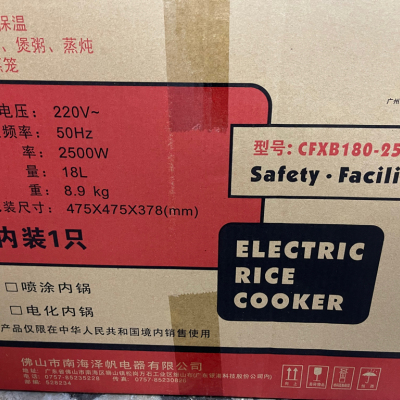 保温
、煲粥、蒸炖
蒸笼
广州
电压: 220V~
频率: 50Hz
率: 2500W
量: 18L
重: 8.9 kg
装尺寸: 475X475X378(mm)
内装1只
型号: CFXB180-25
Safety · Facili
ELECTRIC
RICE
COOKER
□喷涂内锅
□电化内锅
产品仅限在中华人民共和国境内销售使用
佛山市南海泽帆电器有限公司
邮编: 528234